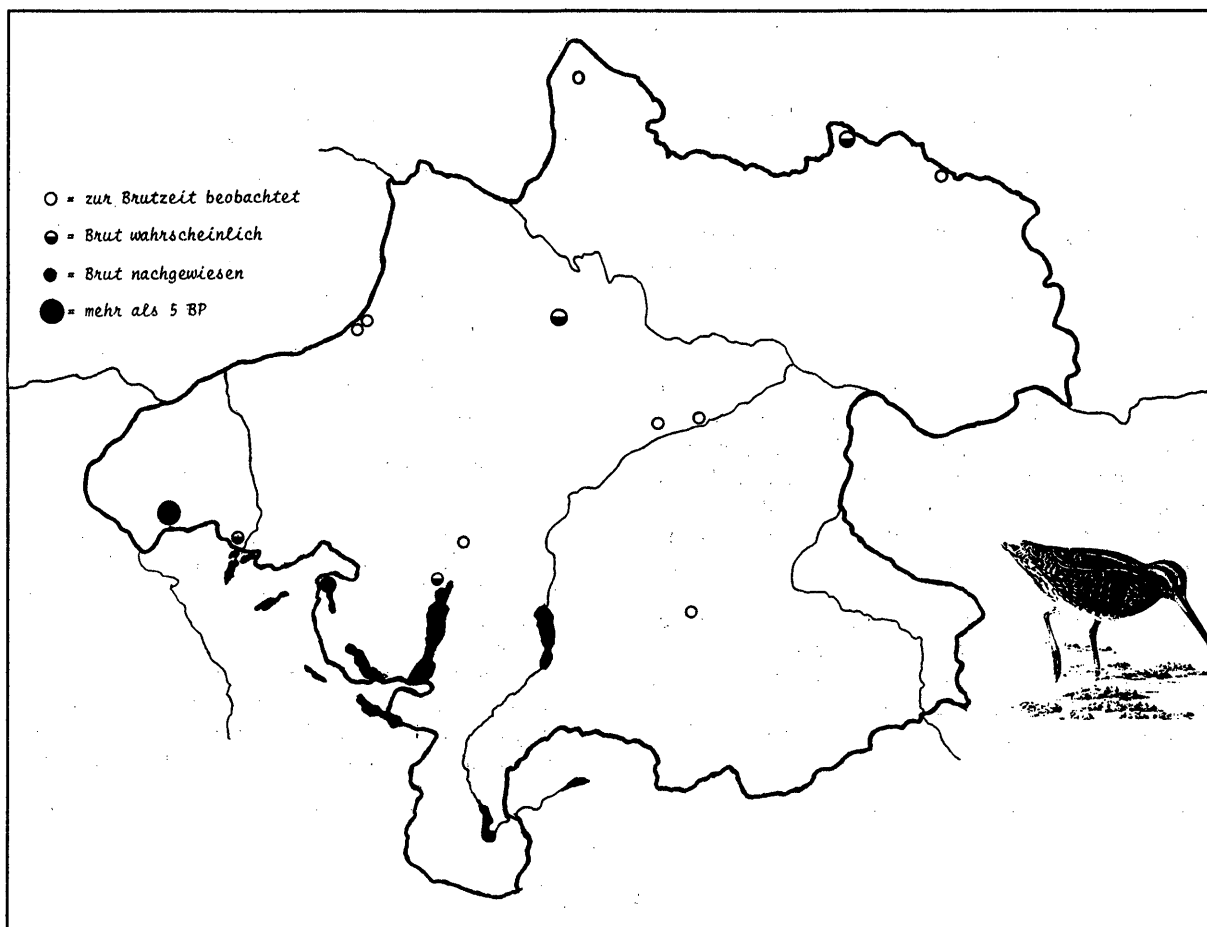 ○ = zur Brutzeit beobachtet
◒ = Brut wahrscheinlich
● = Brut nachgewiesen
● = mehr als 5 BP